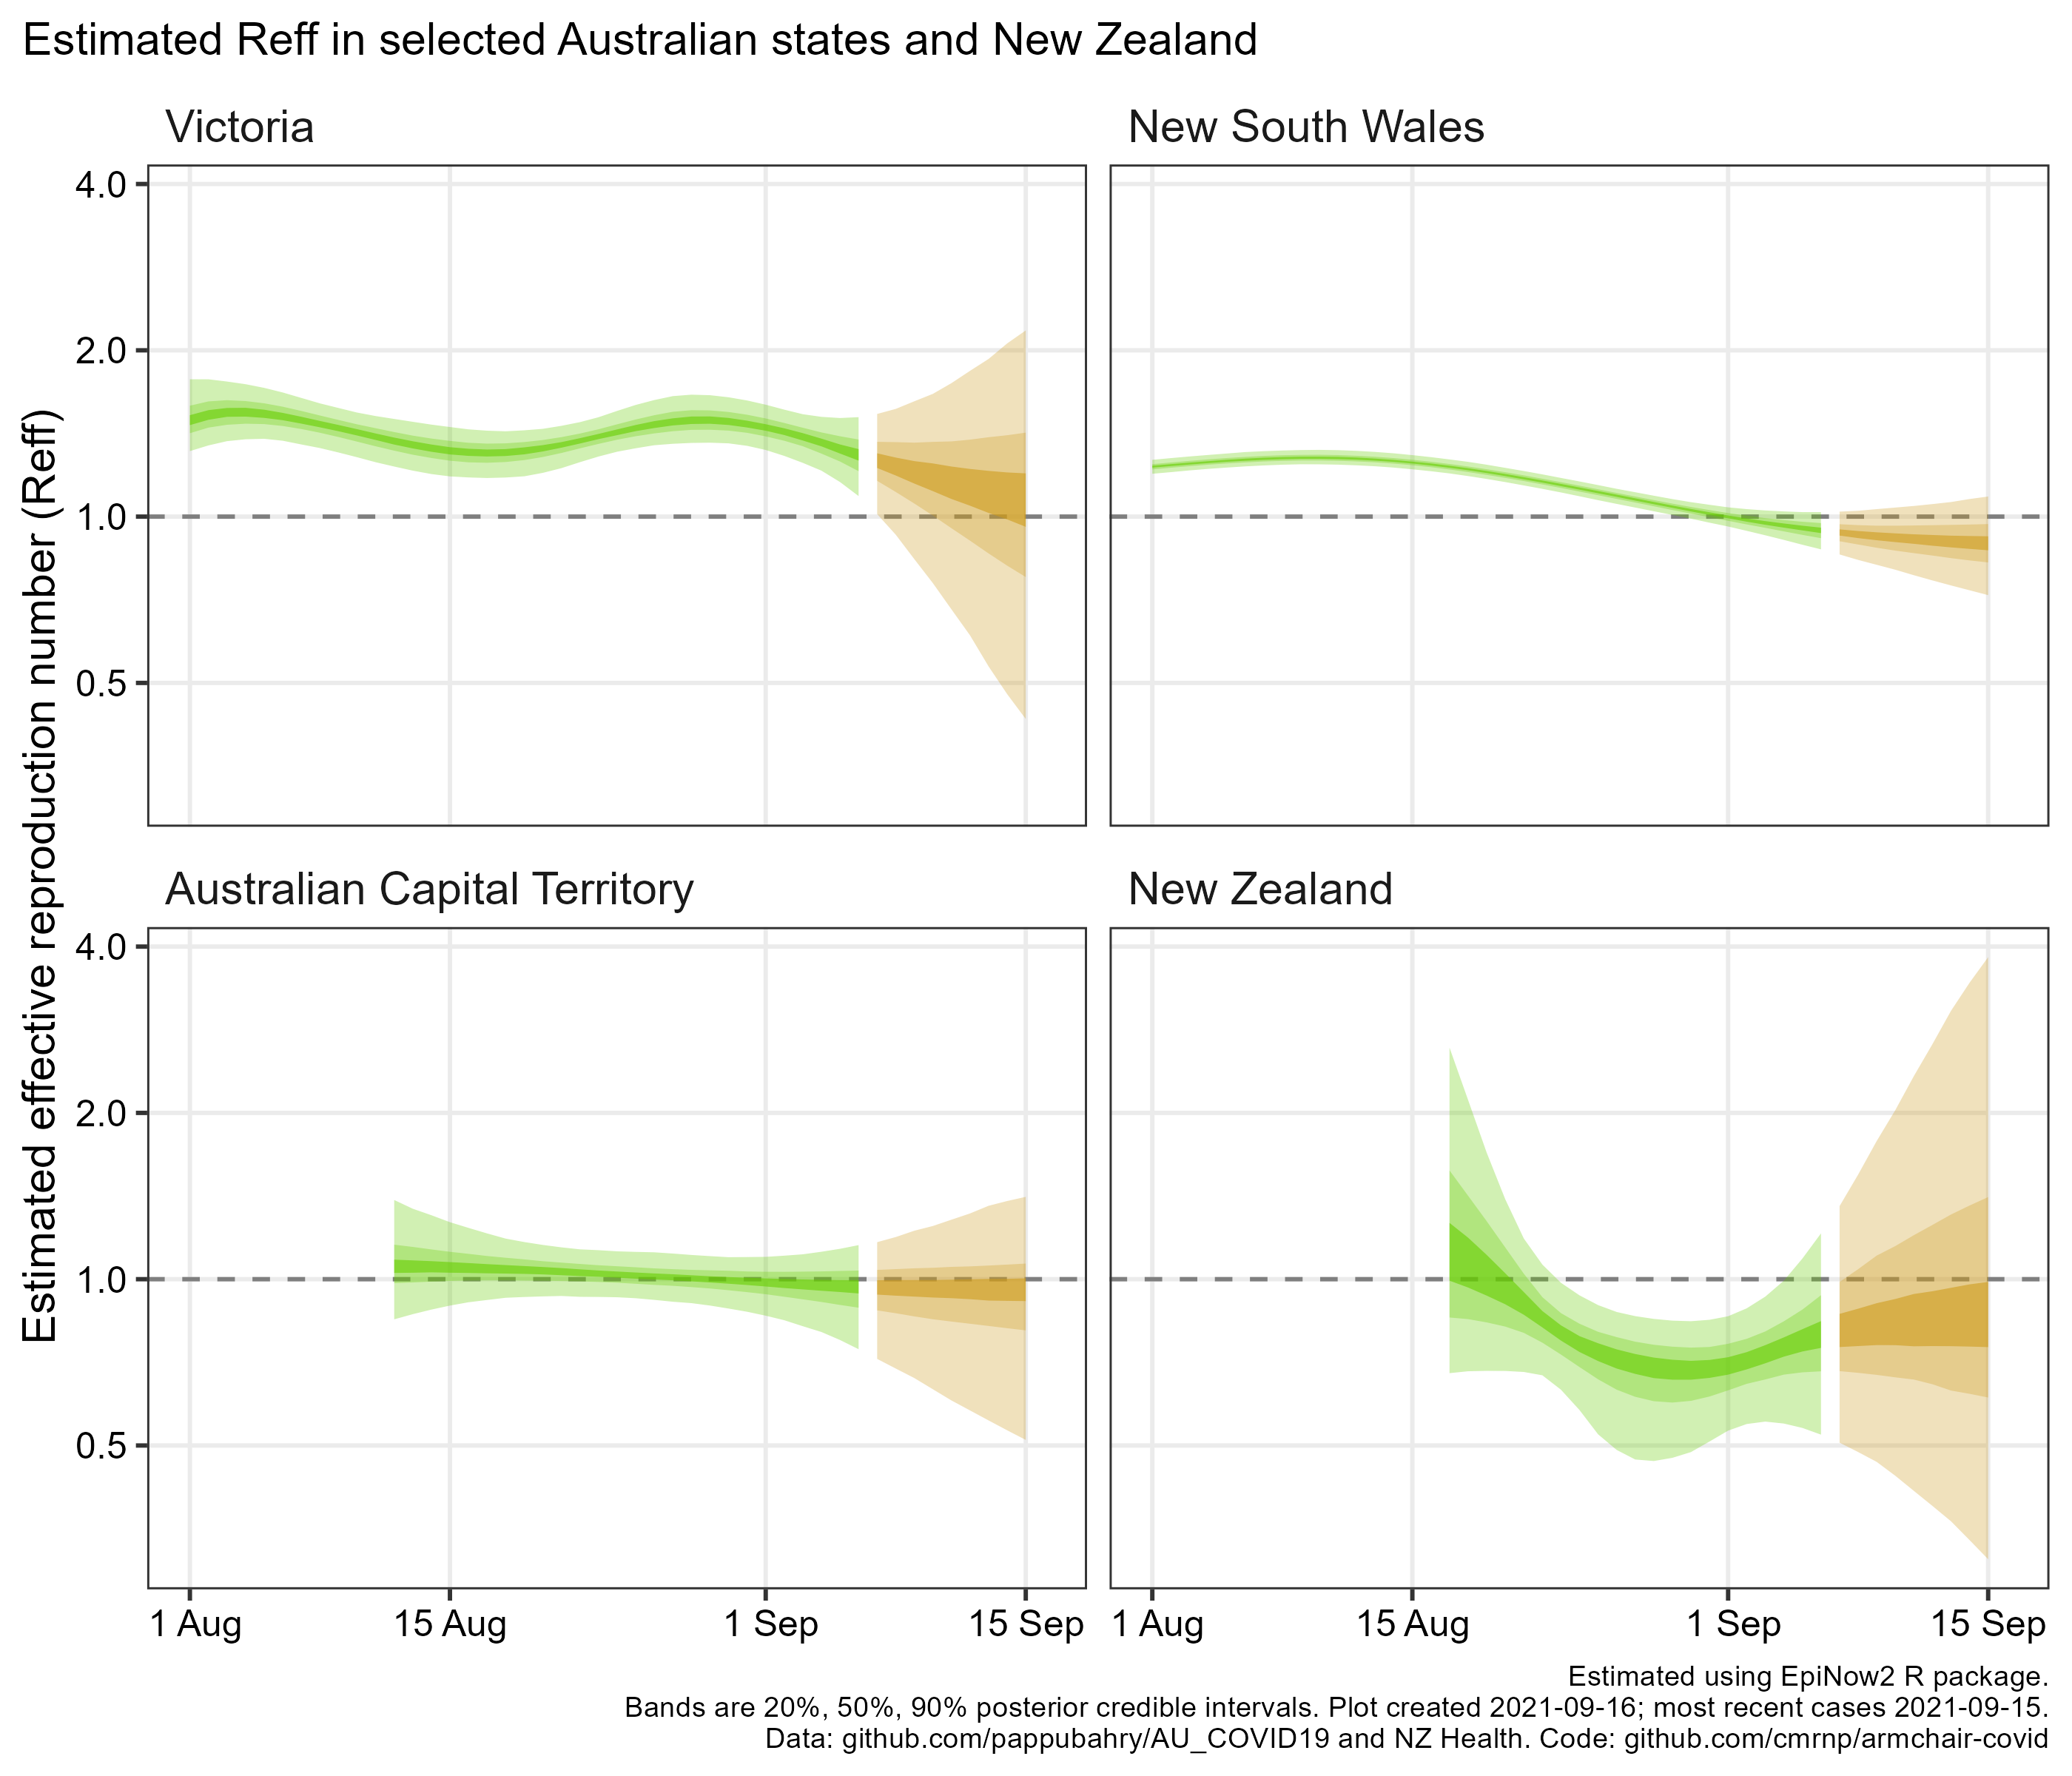 Estimated Reff in selected Australian states and New Zealand
Estimated effective reproduction number (Reff)
Victoria
New South Wales
4.0
2.0
1.0
0.5
Australian Capital Territory
New Zealand
4.0
2.0
1.0
0.5
1 Aug
15 Aug
1 Sep
15 Sep
1 Aug
15 Aug
1 Sep
15 Sep
Estimated using EpiNow2 R package.
Bands are 20%, 50%, 90% posterior credible intervals. Plot created 2021-09-16; most recent cases 2021-09-15.
Data: github.com/pappubahry/AU_COVID19 and NZ Health. Code: github.com/cmrnp/armchair-covid